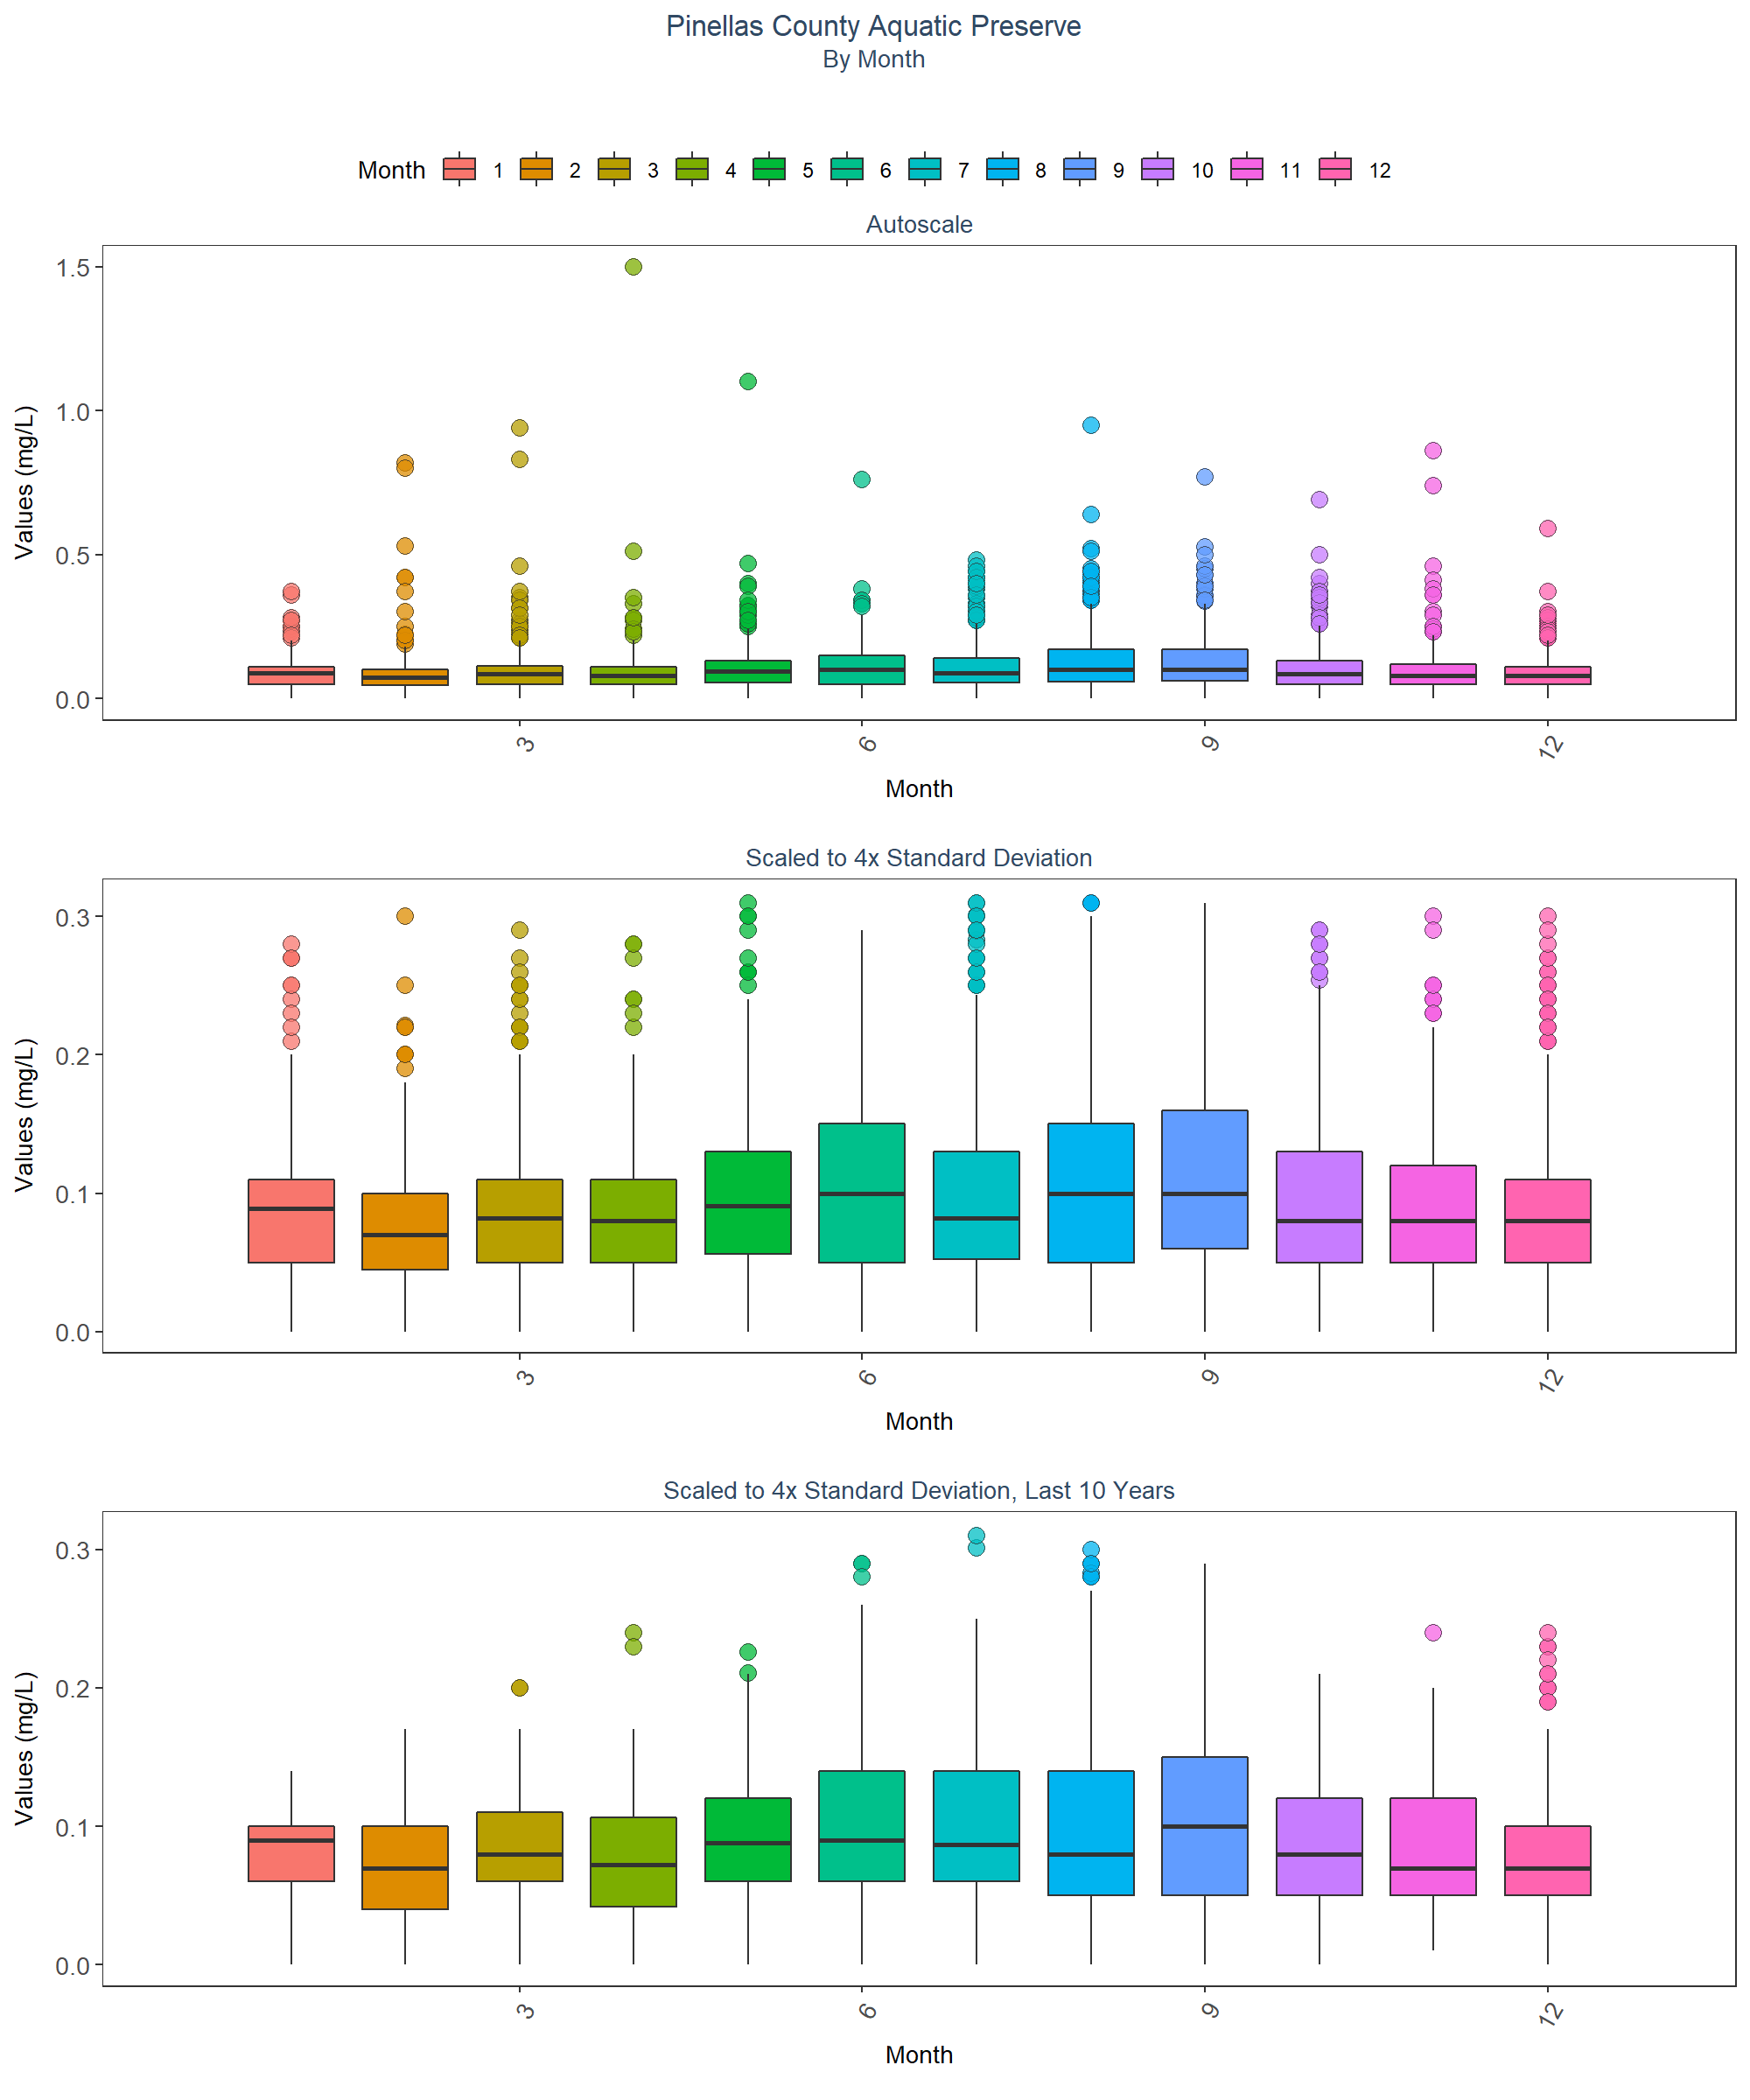 Pinellas County Aquatic Preserve
By Month
Month 1 2 3 4 5 6 7 8 9 10 11 12
Autoscale
Values (mg/L)
1.5
1.0
0.5
0.0
3 6 9 12
Month
Scaled to 4x Standard Deviation
Values (mg/L)
0.3
0.2
0.1
0.0
3 6 9 12
Month
Scaled to 4x Standard Deviation, Last 10 Years
Values (mg/L)
0.3
0.2
0.1
0.0
3 6 9 12
Month